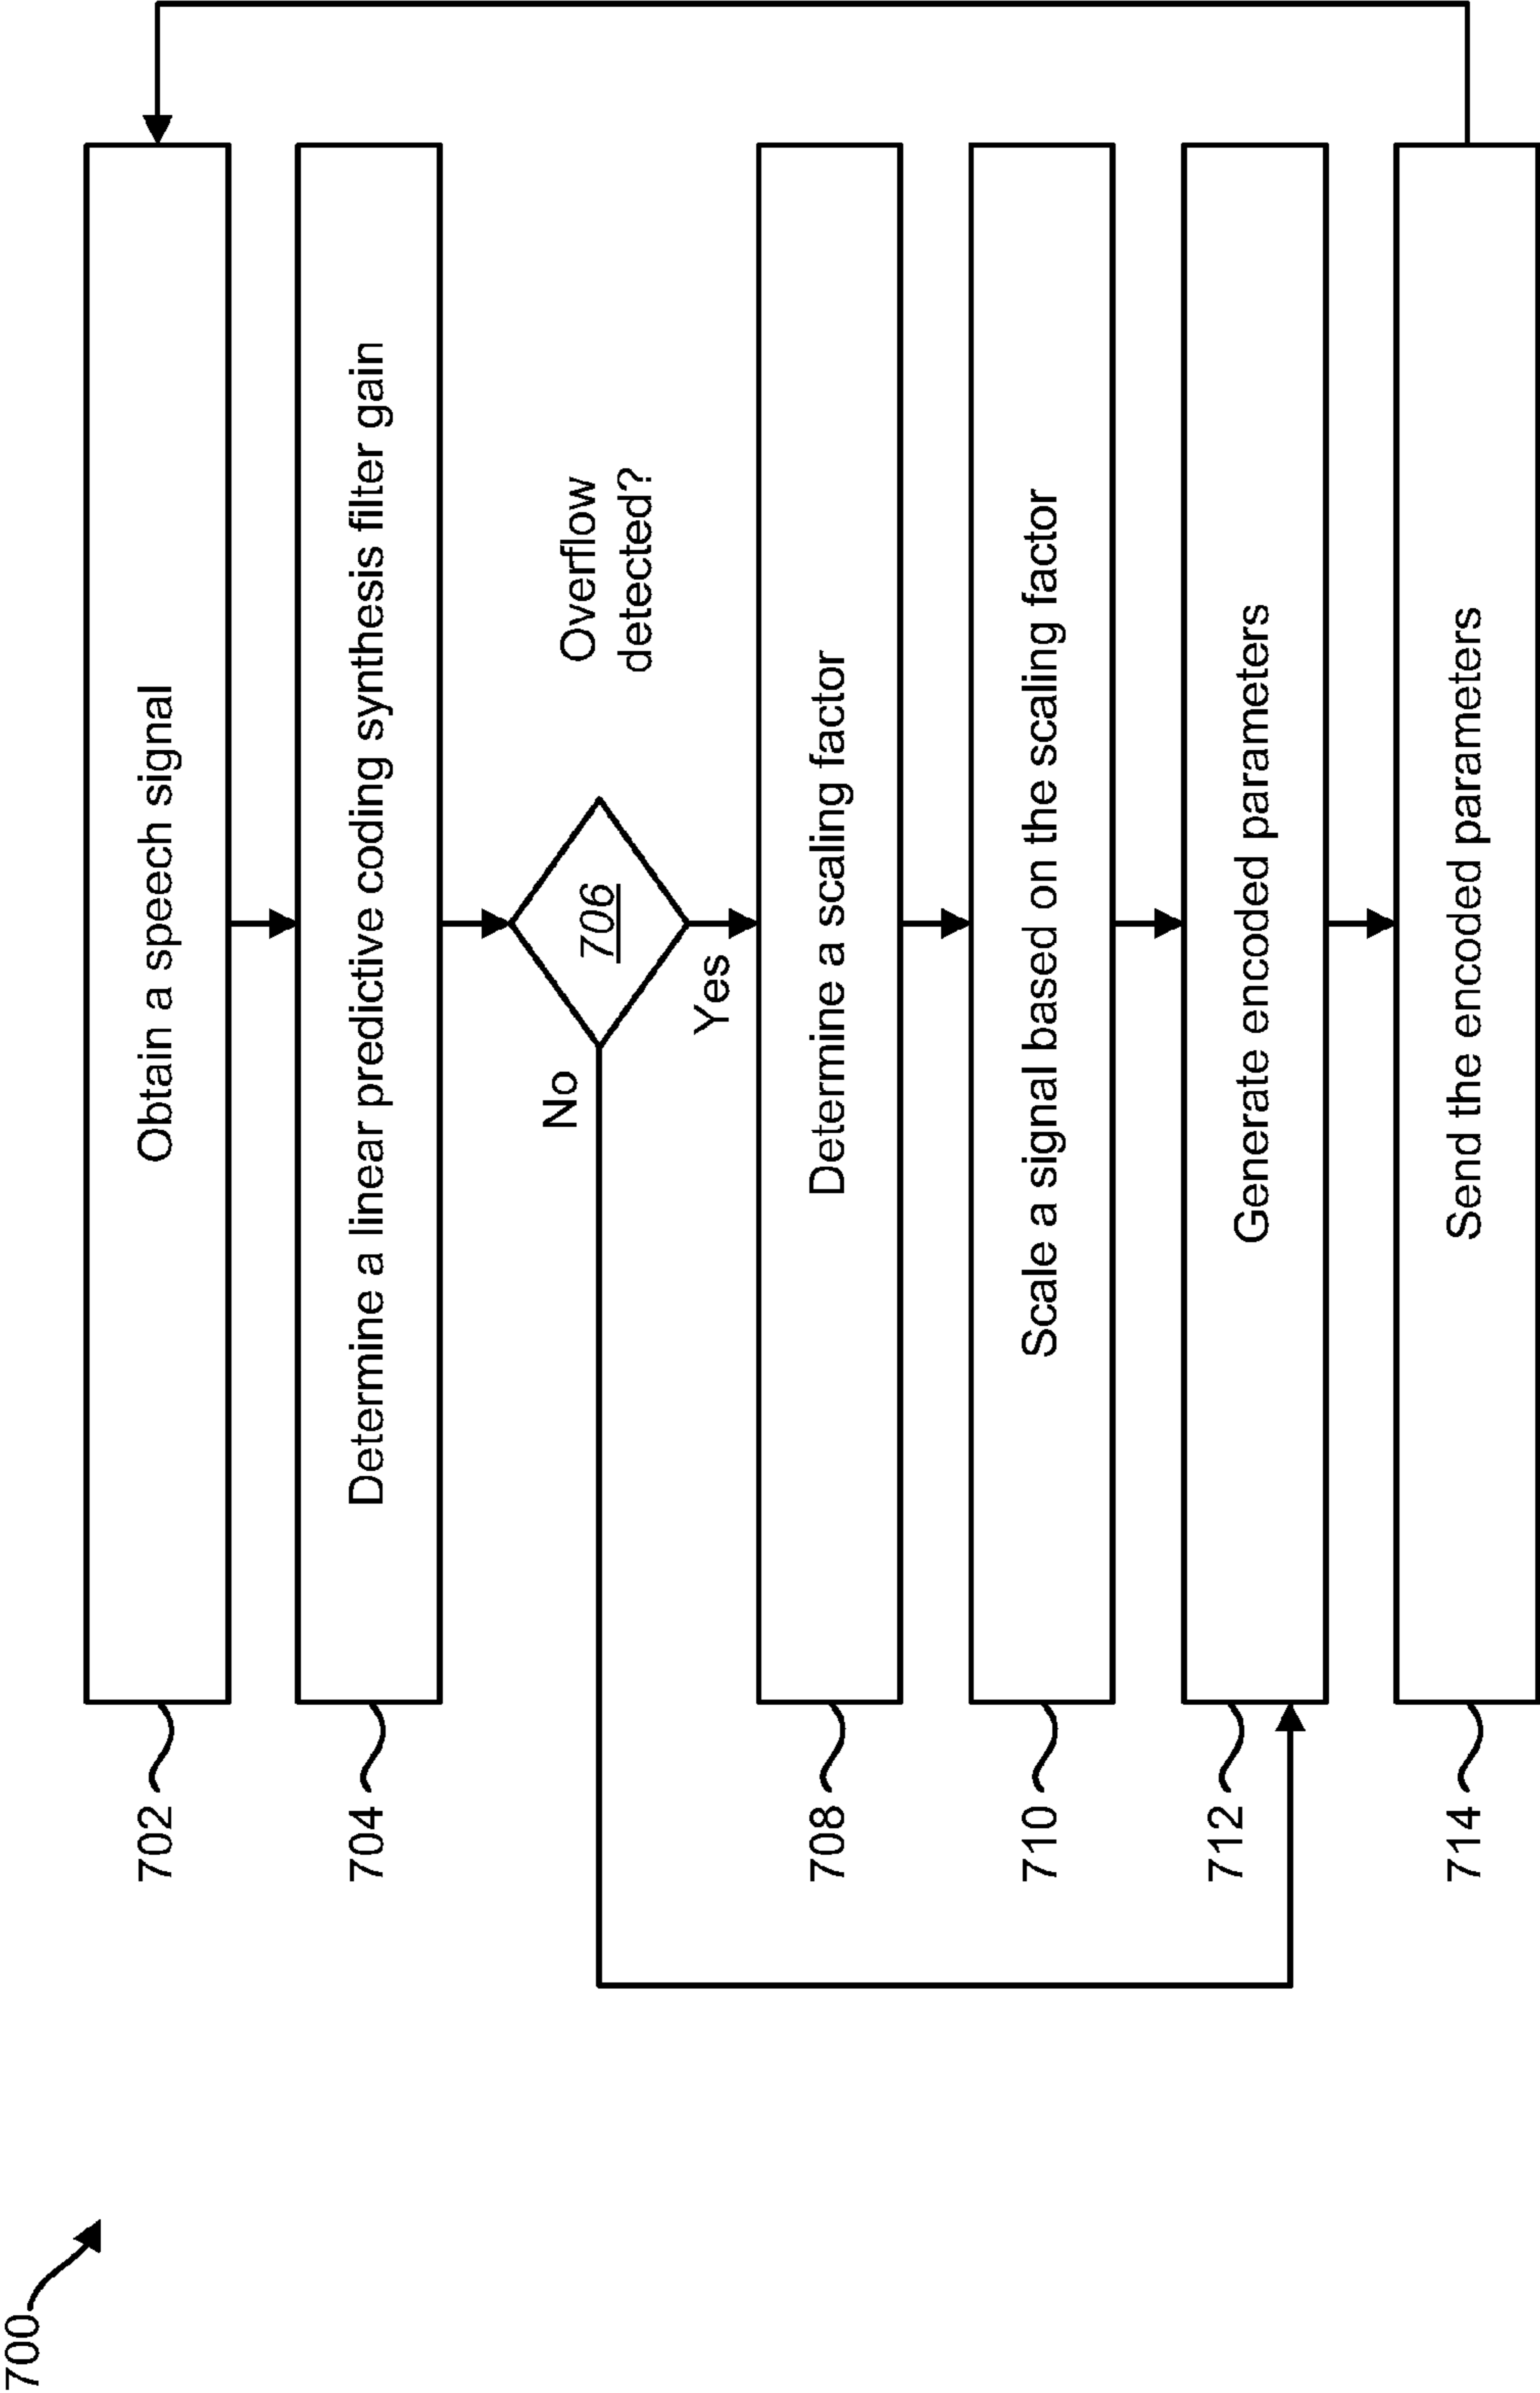 700
702
Obtain a speech signal
704
Determine a linear predictive coding synthesis filter gain
706
Overflow
detected?
No
Yes
708
Determine a scaling factor
710
Scale a signal based on the scaling factor
712
Generate encoded parameters
714
Send the encoded parameters